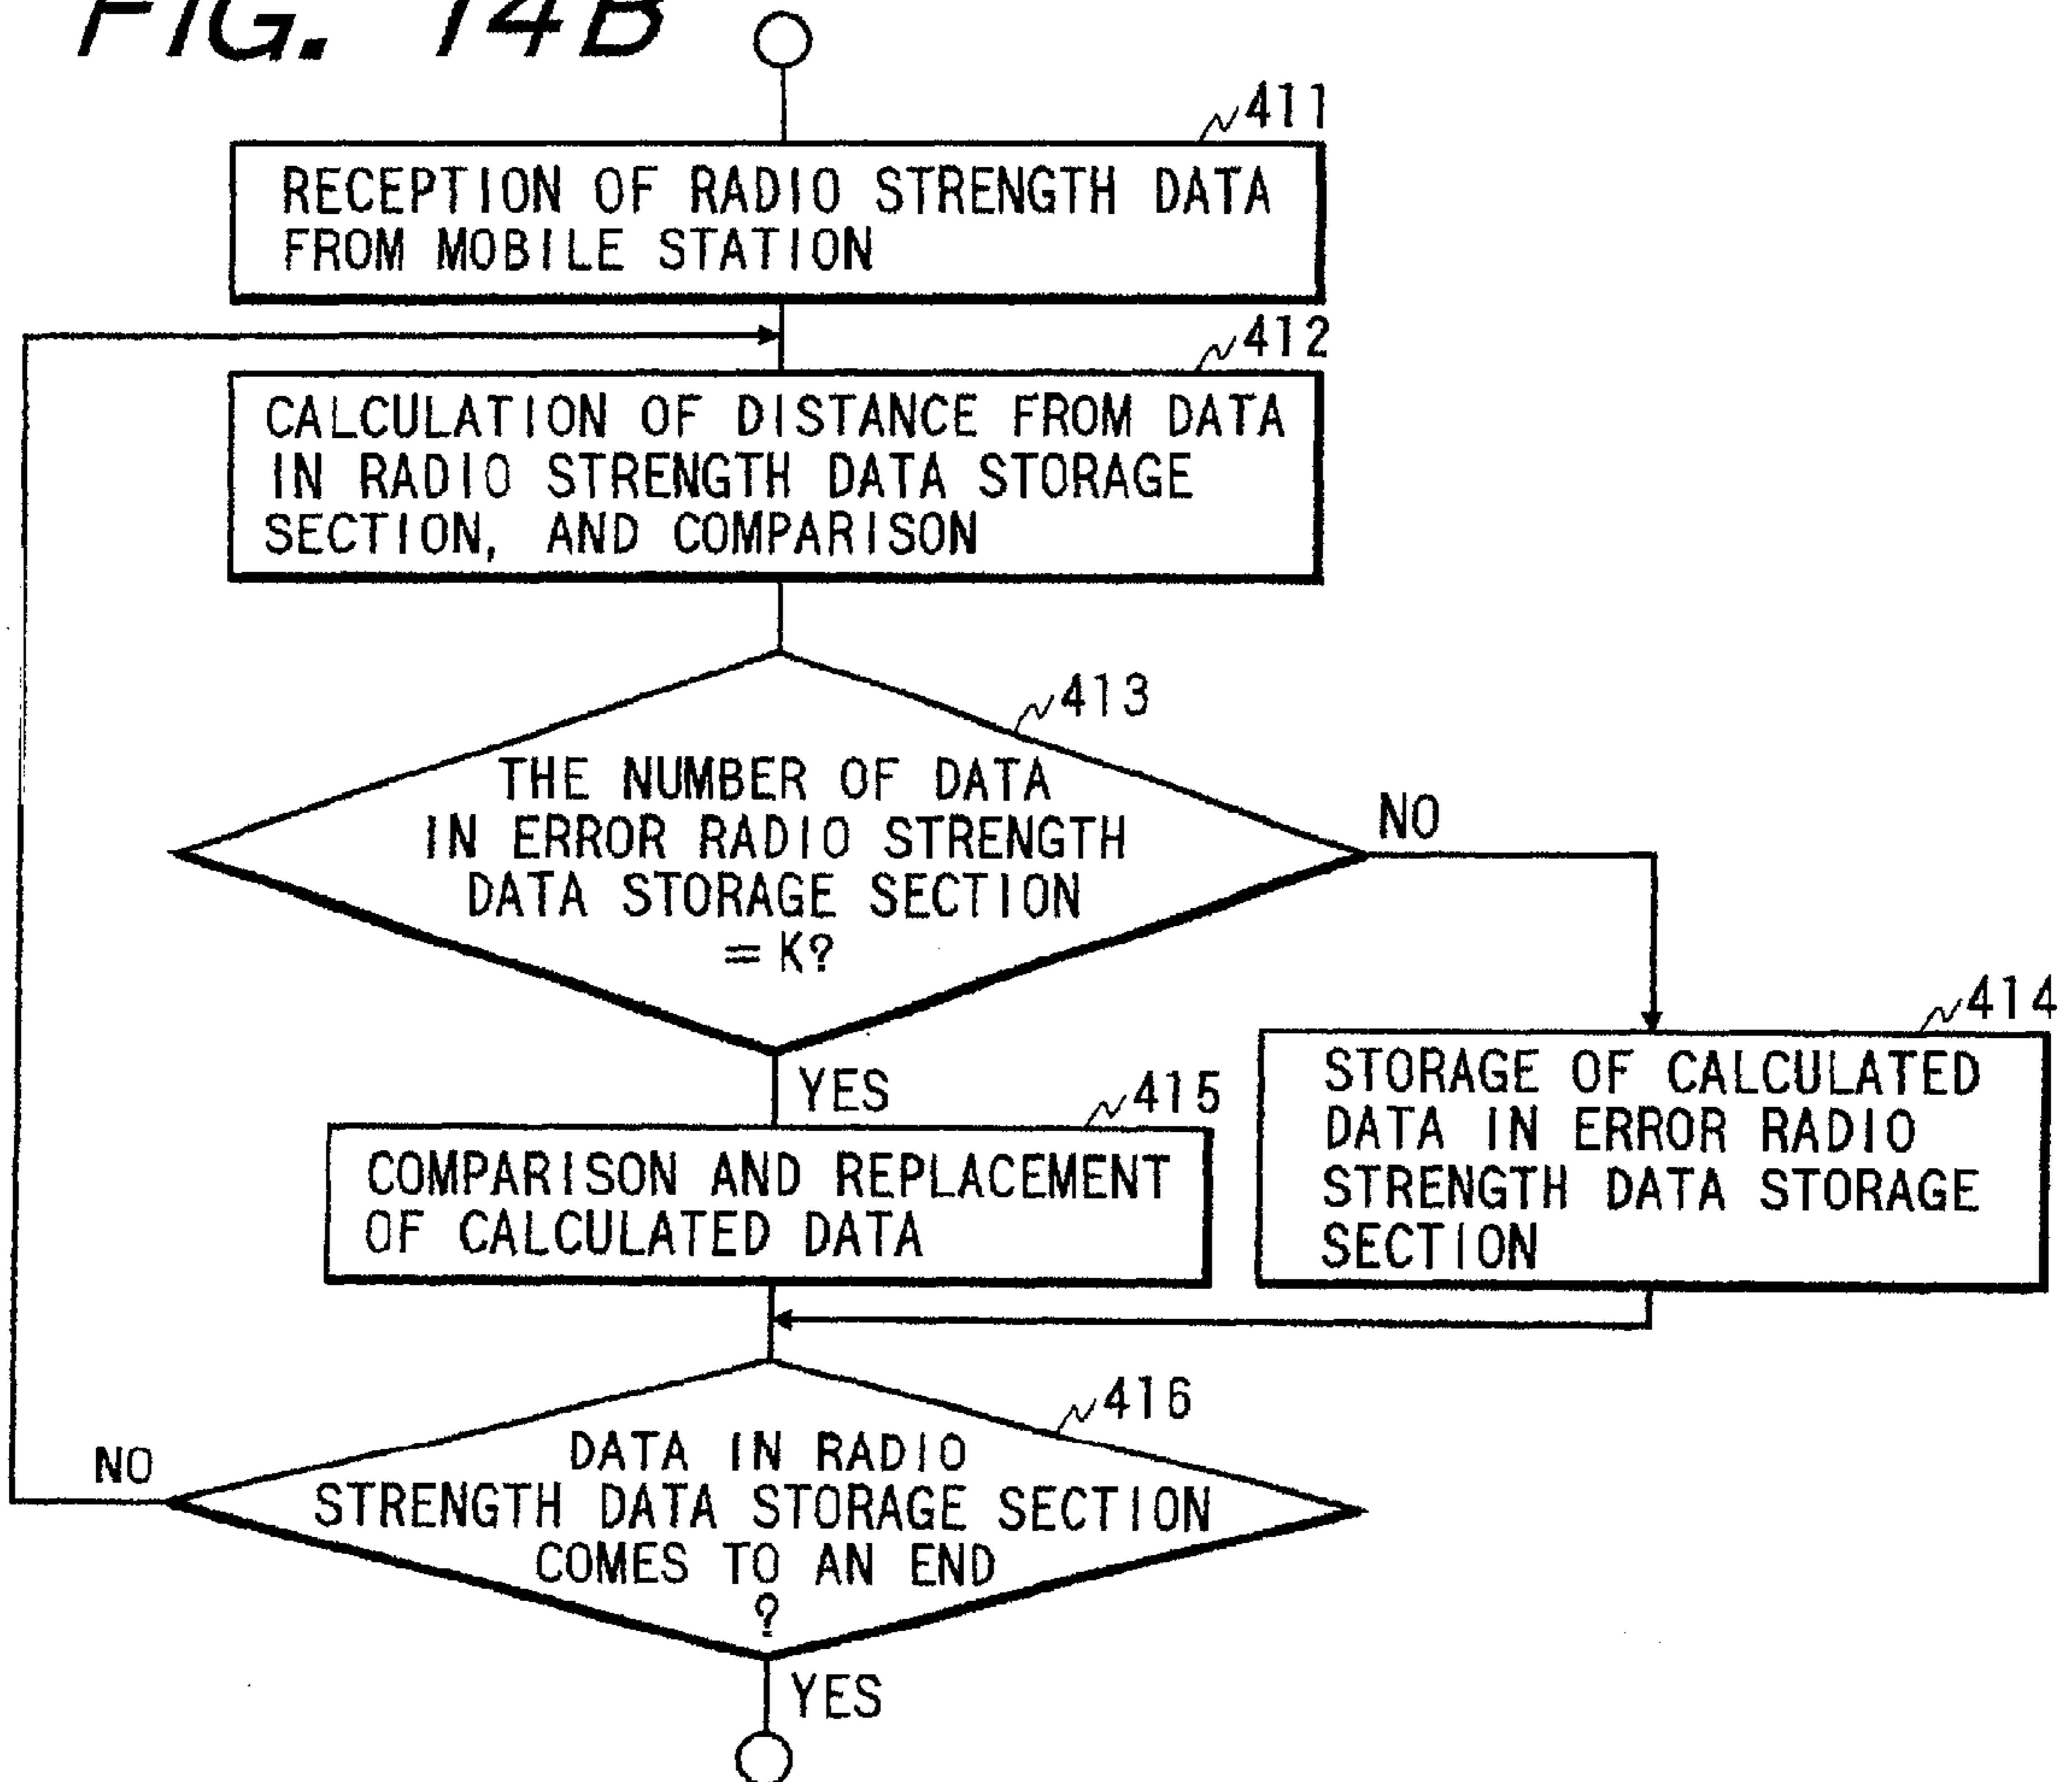 FIG. 14B
411
RECEPTION OF RADIO STRENGTH DATA
FROM MOBILE STATION
412
CALCULATION OF DISTANCE FROM DATA
IN RADIO STRENGTH DATA STORAGE
SECTION, AND COMPARISON
413
THE NUMBER OF DATA
IN ERROR RADIO STRENGTH
DATA STORAGE SECTION
= K?
NO
YES
414
STORAGE OF CALCULATED
DATA IN ERROR RADIO
STRENGTH DATA STORAGE
SECTION
415
COMPARISON AND REPLACEMENT
OF CALCULATED DATA
416
DATA IN RADIO
STRENGTH DATA STORAGE SECTION
COMES TO AN END
?
NO
YES